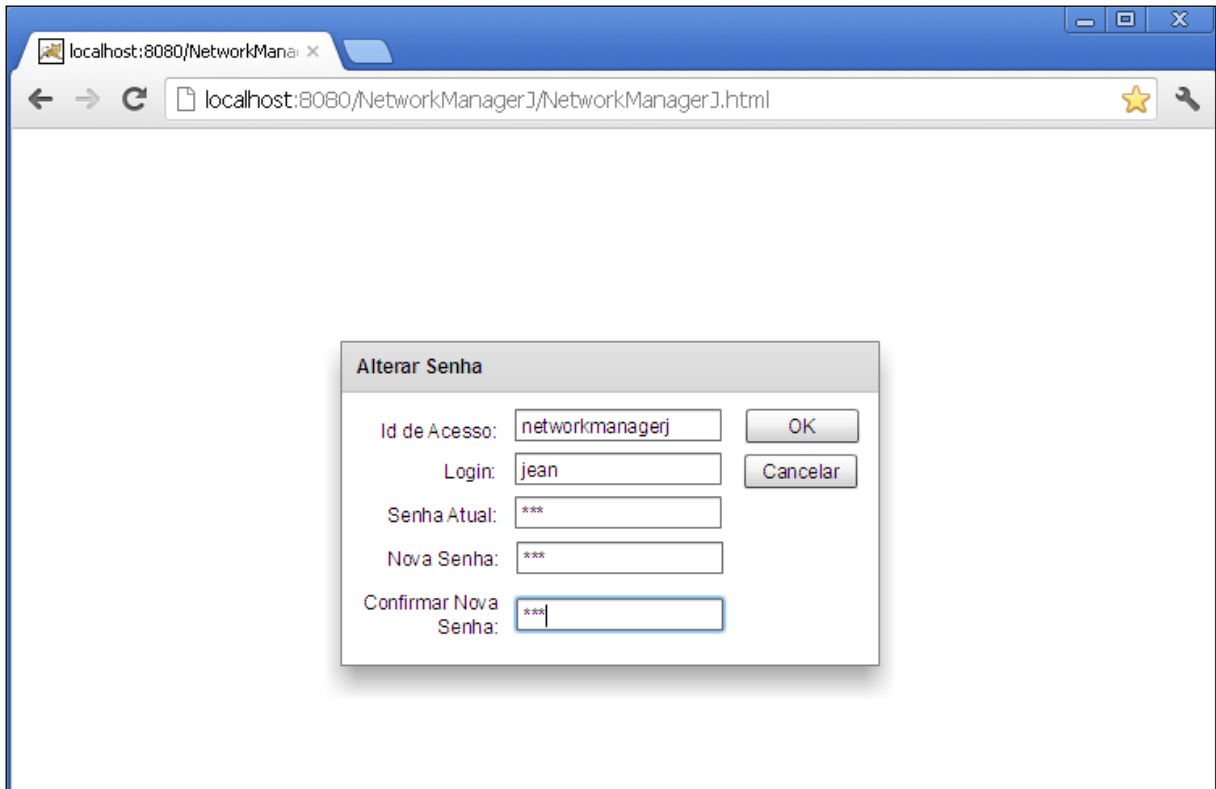 localhost:8080/NetworkMana
localhost:8080/NetworkManagerJ/NetworkManagerJ.html
Alterar Senha
Id de Acesso: networkmanagerj OK
Login: jean Cancelar
Senha Atual: ***
Nova Senha: ***
Confirmar Nova
Senha: ***